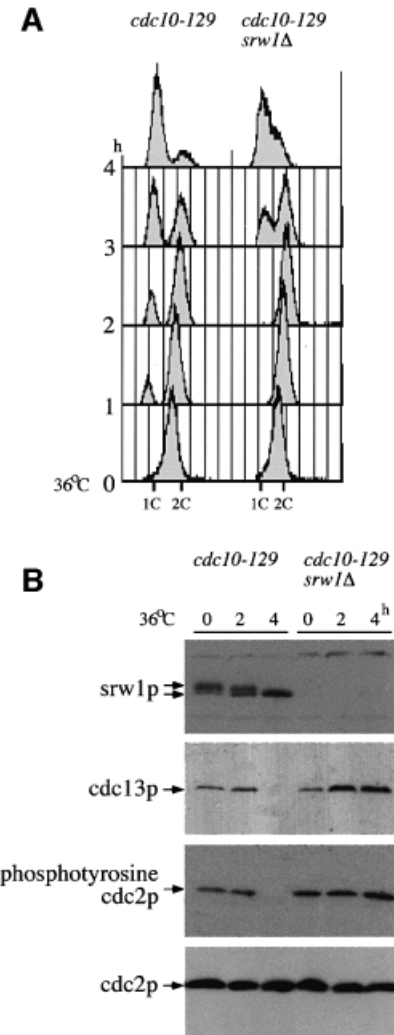 A
cdc10-129 cdc10-129
srw1Δ
h
4
3
2
1
36°C 0
1C 2C 1C 2C
B
cdc10-129 cdc10-129
srw1Δ
36°C 0 2 4 0 2 4 h
srw1p
cdc13p
phosphotyrosine
cdc2p
cdc2p